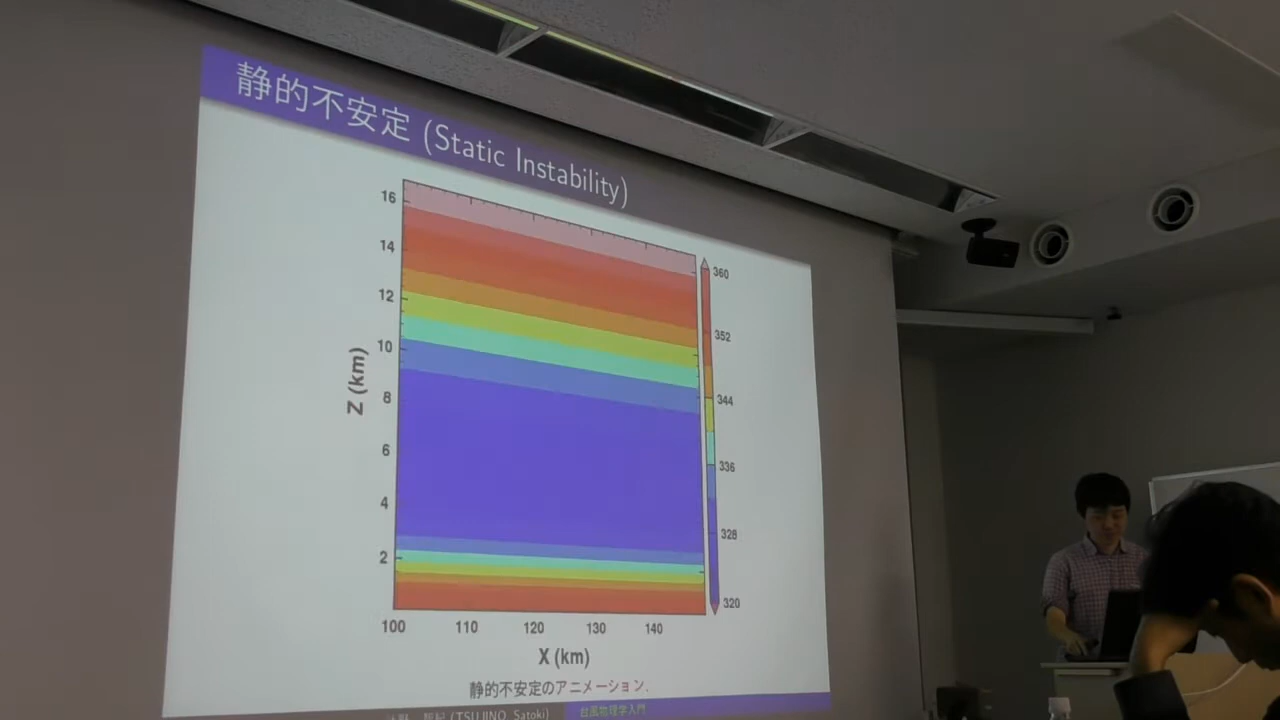 静的不安定 (Static Instability)
16
14
12
10
8
6
4
2
Z (km)
100 110 120 130 140
X (km)
360
352
344
336
328
320
静的不安定のアニメーション.
(TSUJINO, Satoki)
台風物理学入門